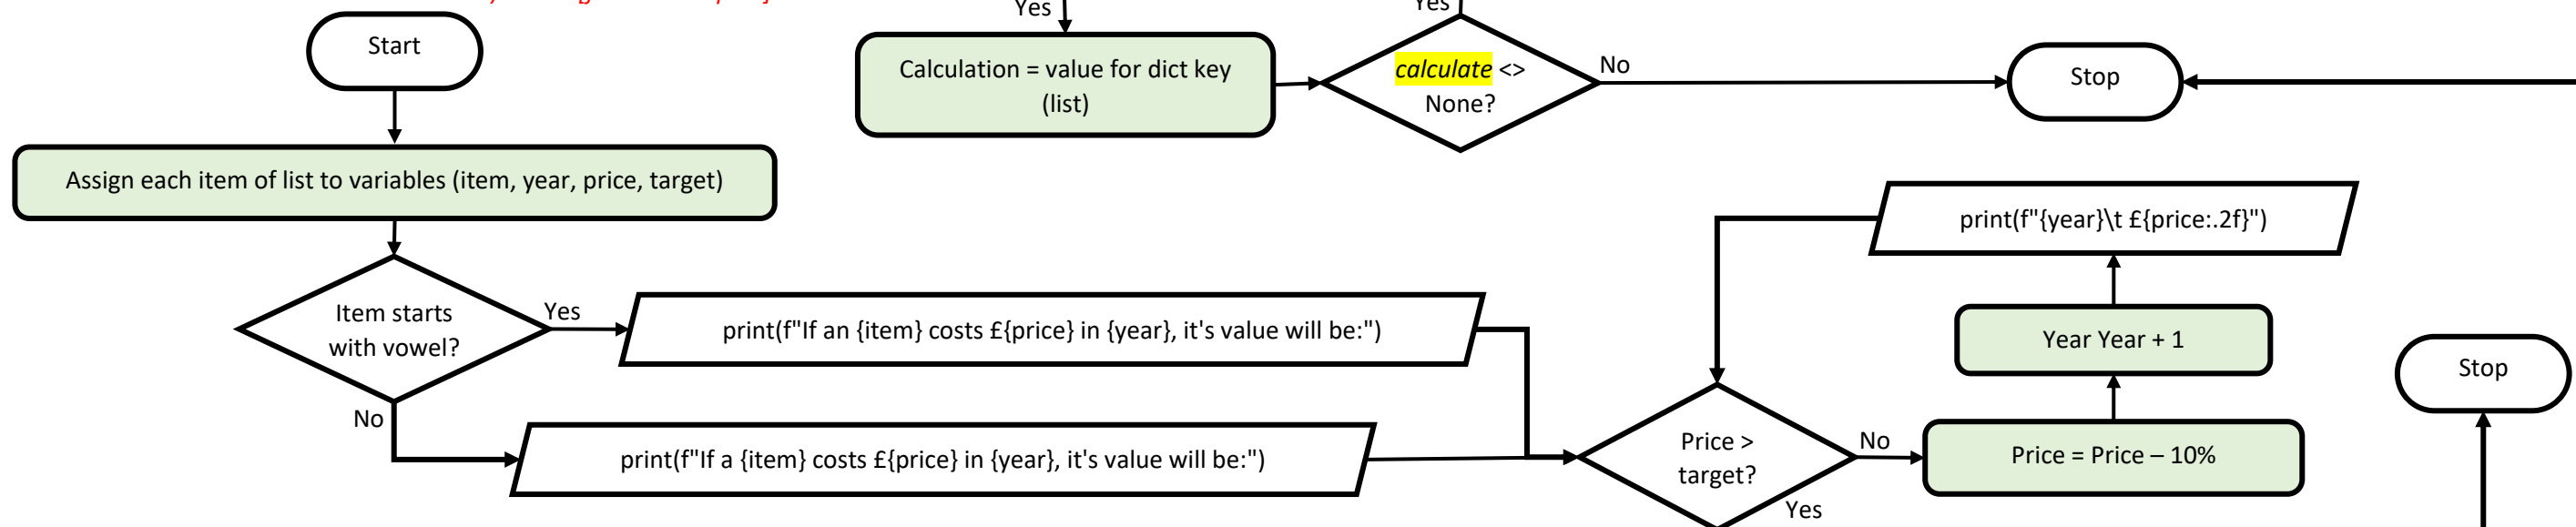 Yes
Yes
Start
Calculation = value for dict key
(list)
calculate <>
None?
No
Stop
Assign each item of list to variables (item, year, price, target)
print(f"{year}\t £{price:.2f}")
Item starts
with vowel?
Yes
print(f"If an {item} costs £{price} in {year}, it's value will be:")
Year Year + 1
Stop
No
print(f"If a {item} costs £{price} in {year}, it's value will be:")
Price >
target?
No
Price = Price – 10%
Yes